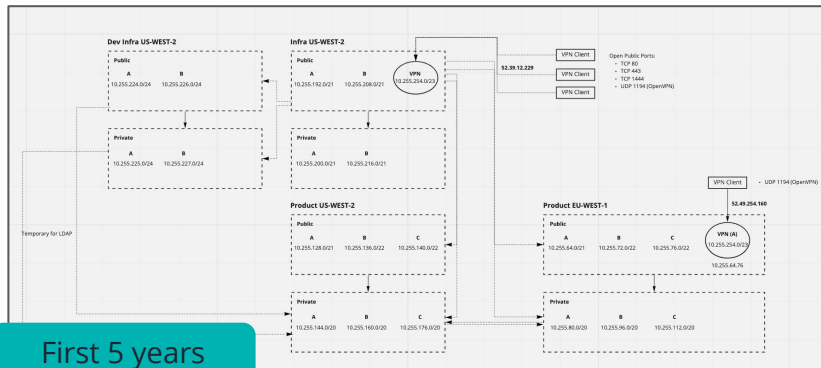 Dev Infra US-WEST-2
Public
A B
10.255.224.0/24 10.255.226.0/24
Private
A B
10.255.225.0/24 10.255.227.0/24
Infra US-WEST-2
Public
A B
10.255.192.0/21 10.255.208.0/21
VPN
10.255.254.0/23
Private
A B
10.255.200.0/21 10.255.216.0/21
52.39.12.229
VPN Client
VPN Client
VPN Client
Open Public Ports:
• TCP 80
• TCP 443
• TCP 1444
• UDP 1194 (OpenVPN)
VPN Client
• UDP 1194 (OpenVPN)
52.49.254.160
Temporary for LDAP
Product US-WEST-2
Public
A B C
10.255.128.0/21 10.255.136.0/22 10.255.140.0/22
Private
A B C
10.255.144.0/20 10.255.160.0/20 10.255.176.0/20
Product EU-WEST-1
Public
A B C
10.255.64.0/21 10.255.72.0/22 10.255.76.0/22
VPN (A)
10.255.254.0/23
10.255.64.76
Private
A B C
10.255.80.0/20 10.255.96.0/20 10.255.112.0/20
First 5 years